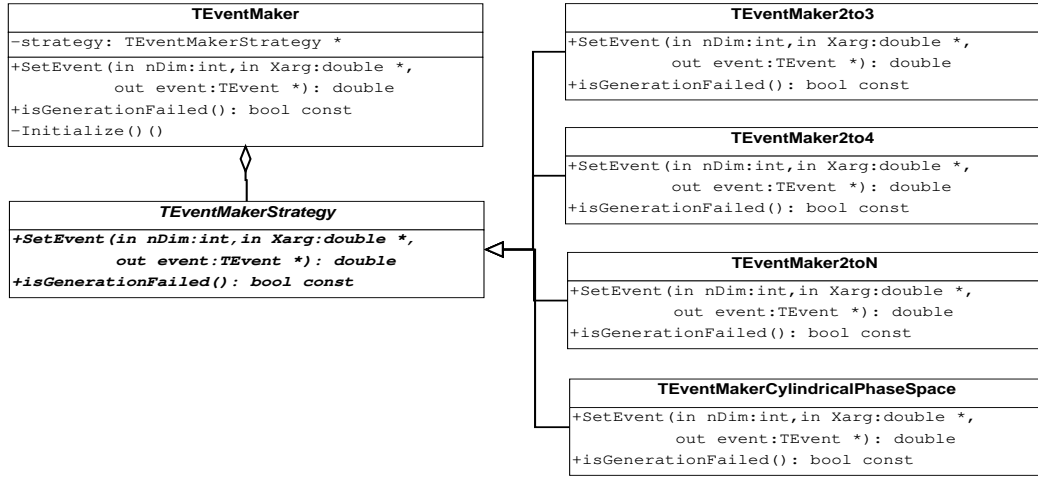 TEventMaker
−strategy: TEventMakerStrategy *
+SetEvent(in nDim:int,in Xarg:double *,
out event:TEvent *): double
+isGenerationFailed(): bool const
−Initialize()()
TEventMakerStrategy
+SetEvent(in nDim:int,in Xarg:double *,
out event:TEvent *): double
+isGenerationFailed(): bool const
TEventMaker2to3
+SetEvent(in nDim:int,in Xarg:double *,
out event:TEvent *): double
+isGenerationFailed(): bool const
TEventMaker2to4
+SetEvent(in nDim:int,in Xarg:double *,
out event:TEvent *): double
+isGenerationFailed(): bool const
TEventMaker2toN
+SetEvent(in nDim:int,in Xarg:double *,
out event:TEvent *): double
+isGenerationFailed(): bool const
TEventMakerCylindricalPhaseSpace
+SetEvent(in nDim:int,in Xarg:double *,
out event:TEvent *): double
+isGenerationFailed(): bool const